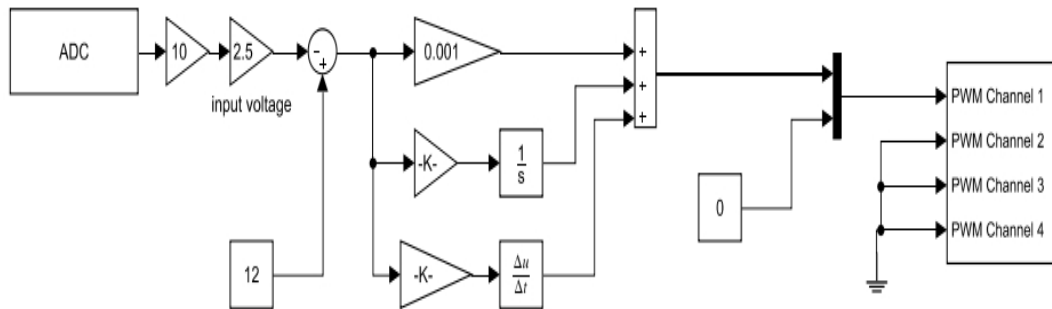 ADC
10
2.5
input voltage
-
+
12
0.001
-K-
1
s
-K-
Δu
Δt
+
+
+
0
PWM Channel 1
PWM Channel 2
PWM Channel 3
PWM Channel 4